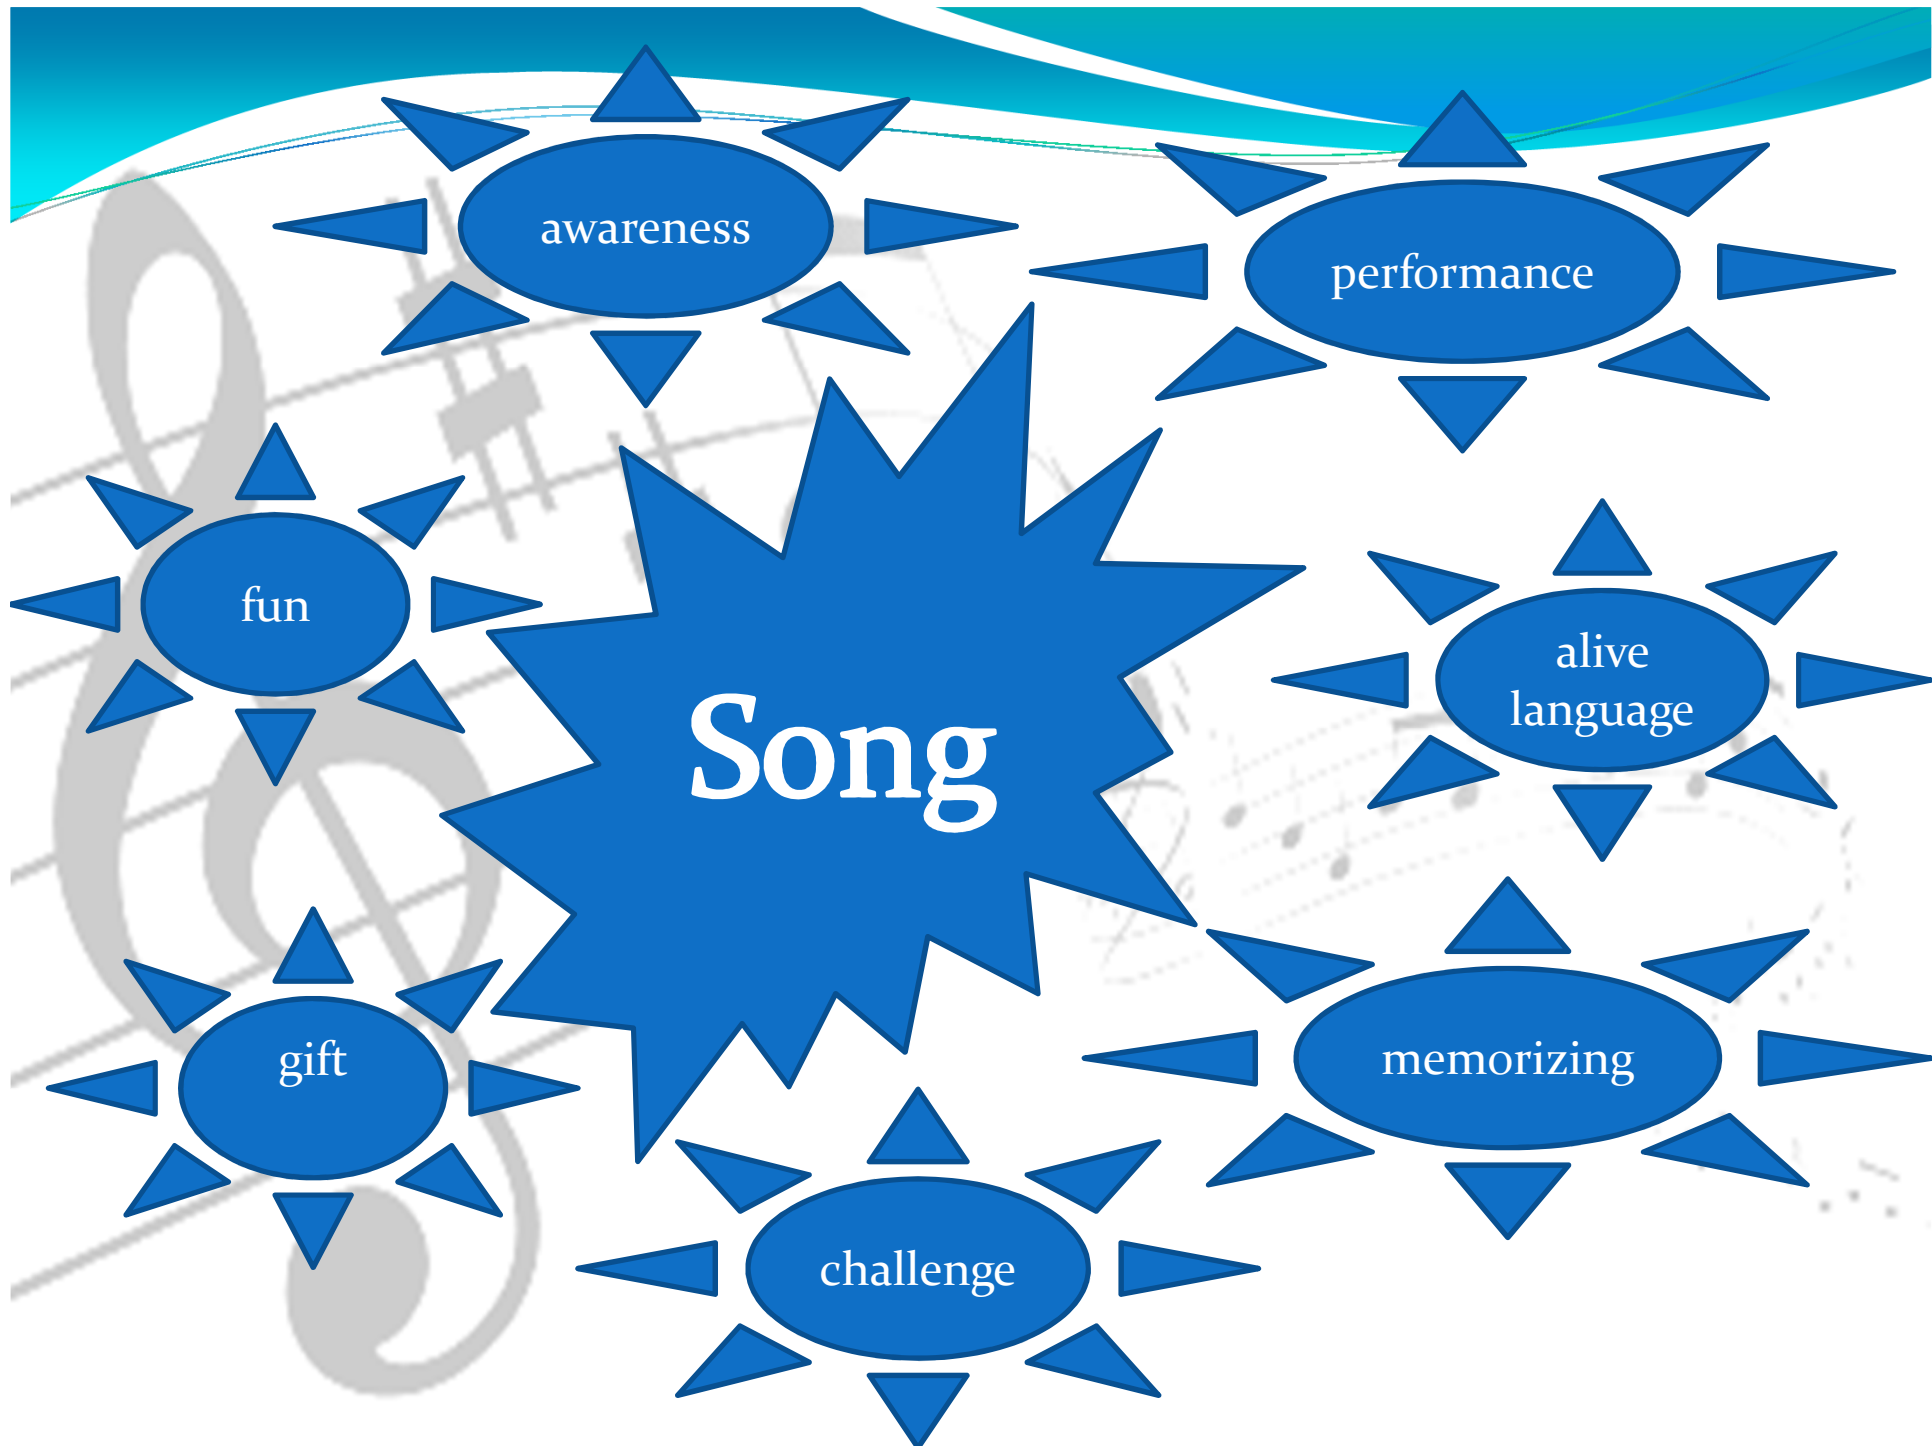 awareness
performance
fun
alive
language
Song
gift
memorizing
challenge